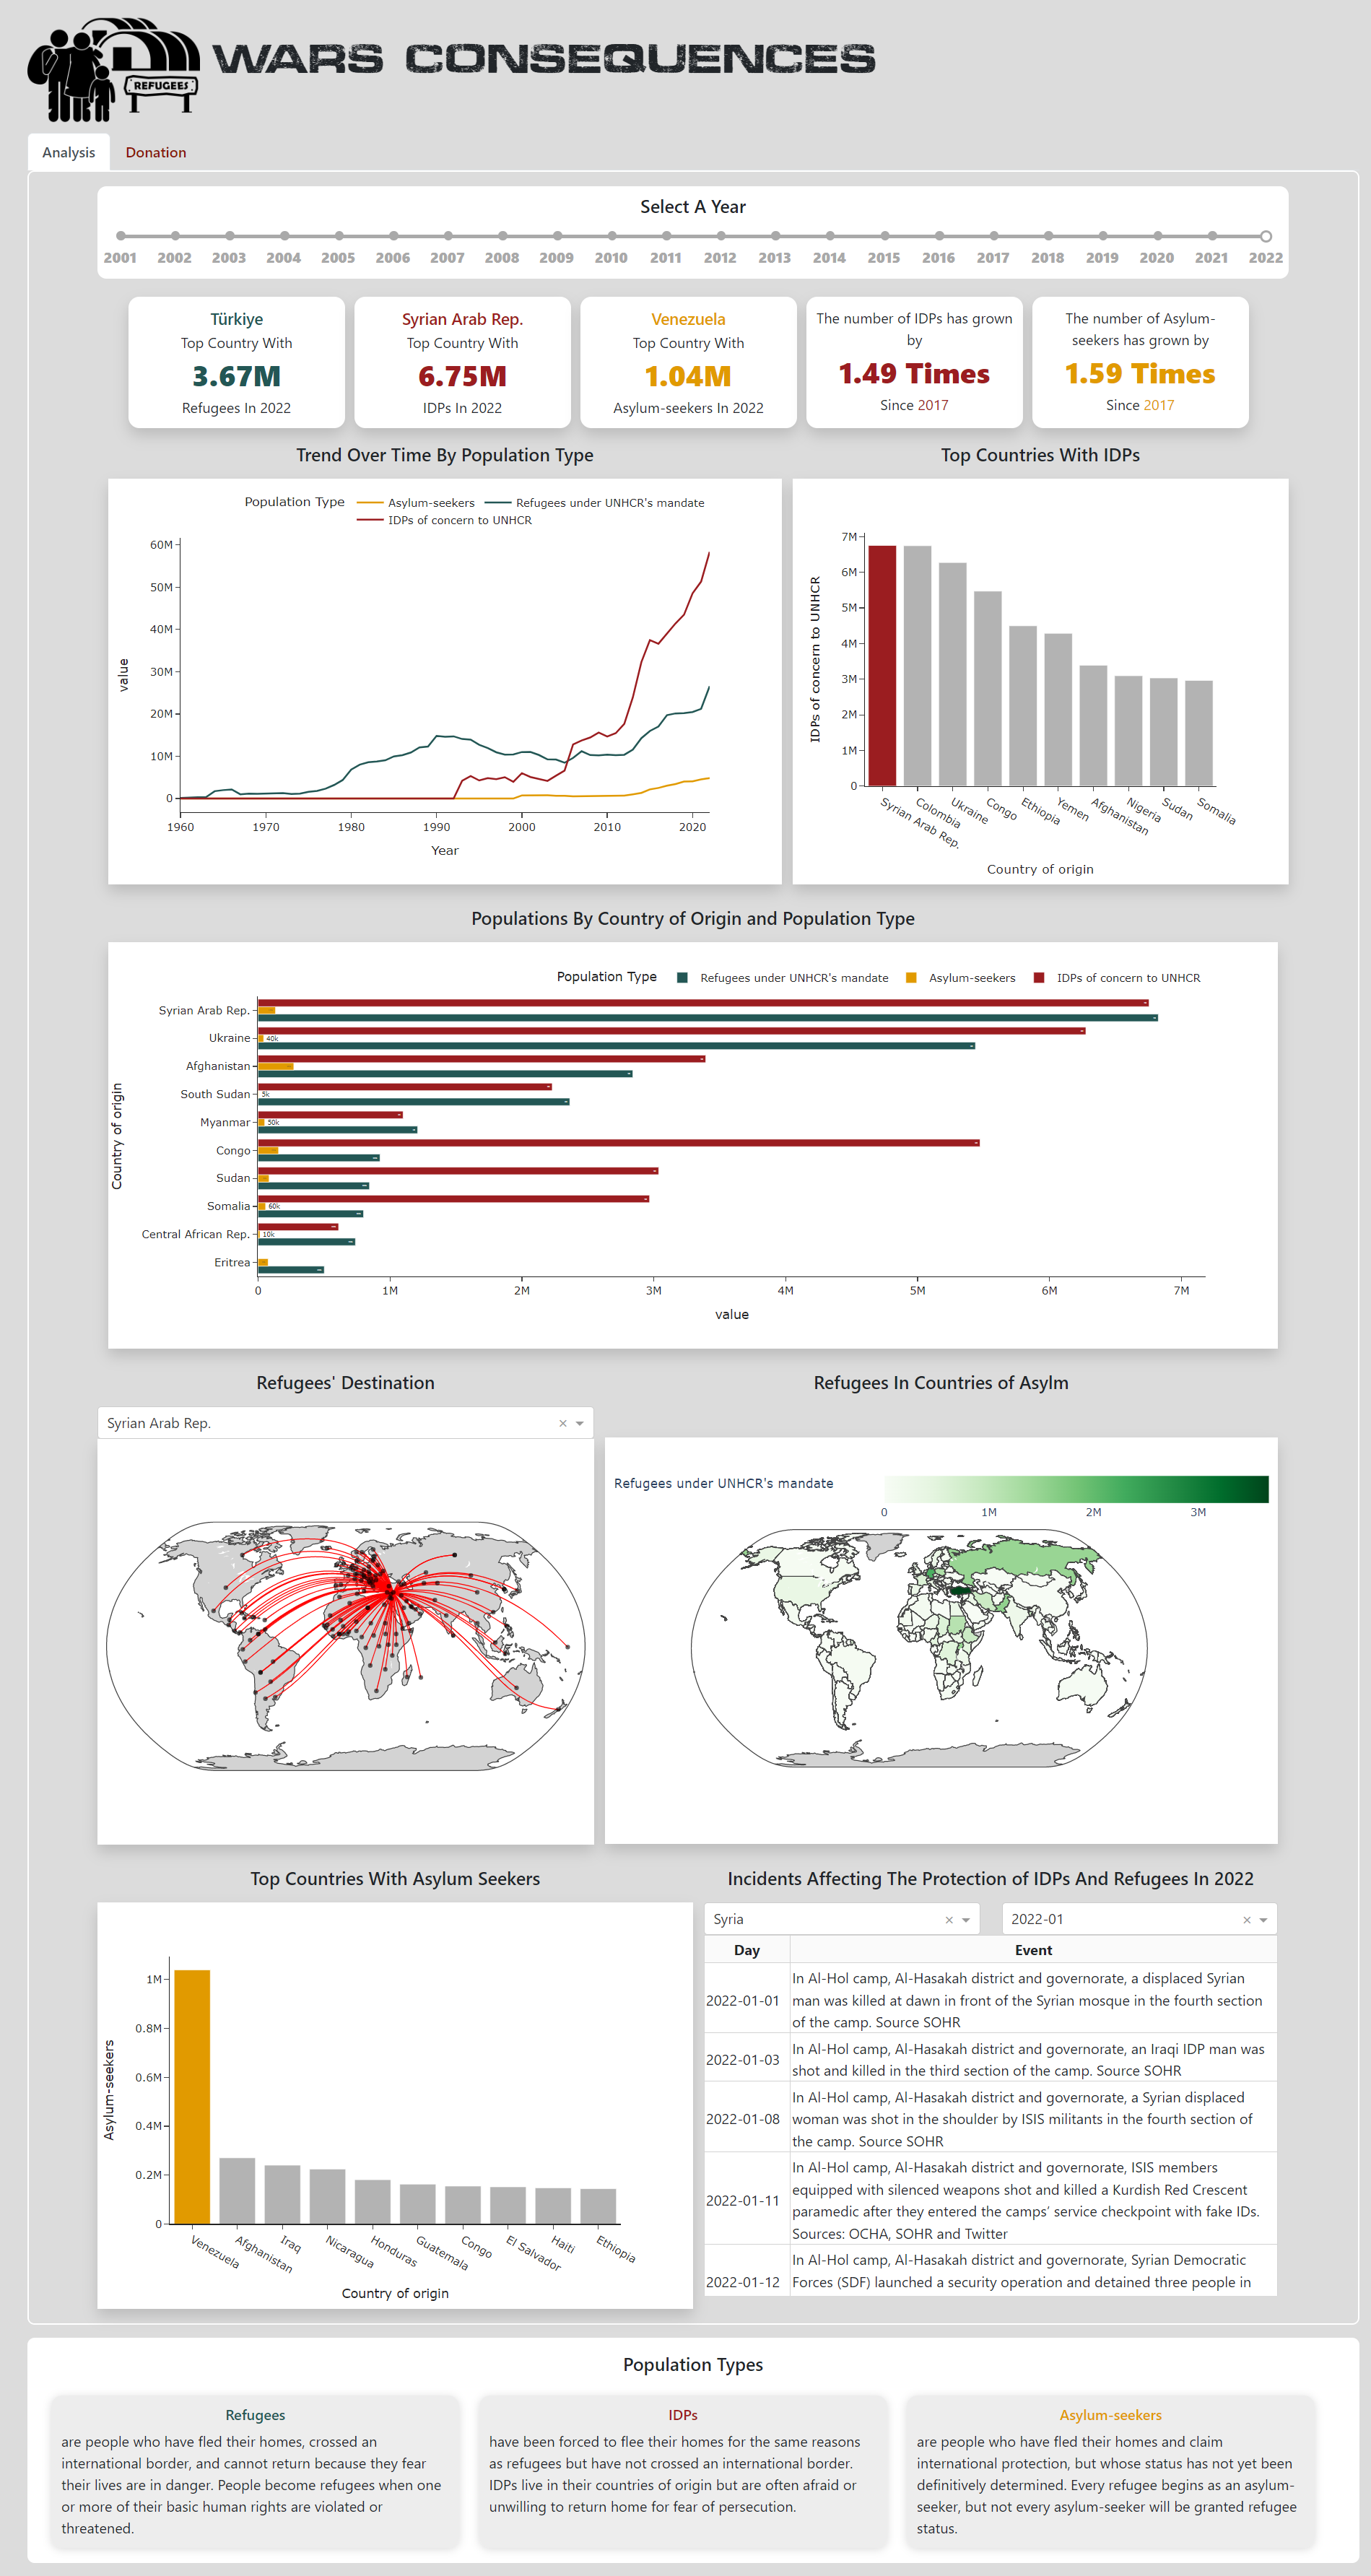 REFUGEES
WARS CONSEQUENCES
Analysis
Donation
Select A Year
2001 2002 2003 2004 2005 2006 2007 2008 2009 2010 2011 2012 2013 2014 2015 2016 2017 2018 2019 2020 2021 2022
Türkiye
Top Country With
3.67M
Refugees In 2022
Syrian Arab Rep.
Top Country With
6.75M
IDPs In 2022
Venezuela
Top Country With
1.04M
Asylum-seekers In 2022
The number of IDPs has grown
by
1.49 Times
Since 2017
The number of Asylum-
seekers has grown by
1.59 Times
Since 2017
Trend Over Time By Population Type
Population Type
Asylum-seekers
Refugees under UNHCR's mandate
IDPs of concern to UNHCR
60M
50M
40M
30M
20M
10M
0
value
1960 1970 1980 1990 2000 2010 2020
Year
Top Countries With IDPs
7M
6M
5M
4M
3M
2M
1M
0
IDPs of concern to UNHCR
Syrian Arab Rep.
Colombia
Ukraine
Congo
Ethiopia
Yemen
Afghanistan
Nigeria
Sudan
Somalia
Country of origin
Populations By Country of Origin and Population Type
Population Type
Refugees under UNHCR's mandate
Asylum-seekers
IDPs of concern to UNHCR
Country of origin
Syrian Arab Rep.
Ukraine
40k
Afghanistan
South Sudan
5k
Myanmar
50k
Congo
Sudan
Somalia
60k
Central African Rep.
10k
Eritrea
0 1M 2M 3M 4M 5M 6M 7M
value
Refugees' Destination
Syrian Arab Rep.
Refugees In Countries of Asylm
Refugees under UNHCR's mandate
0 1M 2M 3M
Top Countries With Asylum Seekers
1M
0.8M
0.6M
0.4M
0.2M
0
Asylum-seekers
Venezuela
Afghanistan
Iraq
Nicaragua
Honduras
Guatemala
Congo
El Salvador
Haiti
Ethiopia
Country of origin
Incidents Affecting The Protection of IDPs And Refugees In 2022
Syria
2022-01
Day
Event
2022-01-01
In Al-Hol camp, Al-Hasakah district and governorate, a displaced Syrian
man was killed at dawn in front of the Syrian mosque in the fourth section
of the camp. Source SOHR
2022-01-03
In Al-Hol camp, Al-Hasakah district and governorate, an Iraqi IDP man was
shot and killed in the third section of the camp. Source SOHR
2022-01-08
In Al-Hol camp, Al-Hasakah district and governorate, a Syrian displaced
woman was shot in the shoulder by ISIS militants in the fourth section of
the camp. Source SOHR
2022-01-11
In Al-Hol camp, Al-Hasakah district and governorate, ISIS members
equipped with silenced weapons shot and killed a Kurdish Red Crescent
paramedic after they entered the camps’ service checkpoint with fake IDs.
Sources: OCHA, SOHR and Twitter
2022-01-12
In Al-Hol camp, Al-Hasakah district and governorate, Syrian Democratic
Forces (SDF) launched a security operation and detained three people in
Population Types
Refugees
are people who have fled their homes, crossed an
international border, and cannot return because they fear
their lives are in danger. People become refugees when one
or more of their basic human rights are violated or
threatened.
IDPs
have been forced to flee their homes for the same reasons
as refugees but have not crossed an international border.
IDPs live in their countries of origin but are often afraid or
unwilling to return home for fear of persecution.
Asylum-seekers
are people who have fled their homes and claim
international protection, but whose status has not yet been
definitively determined. Every refugee begins as an asylum-
seeker, but not every asylum-seeker will be granted refugee
status.